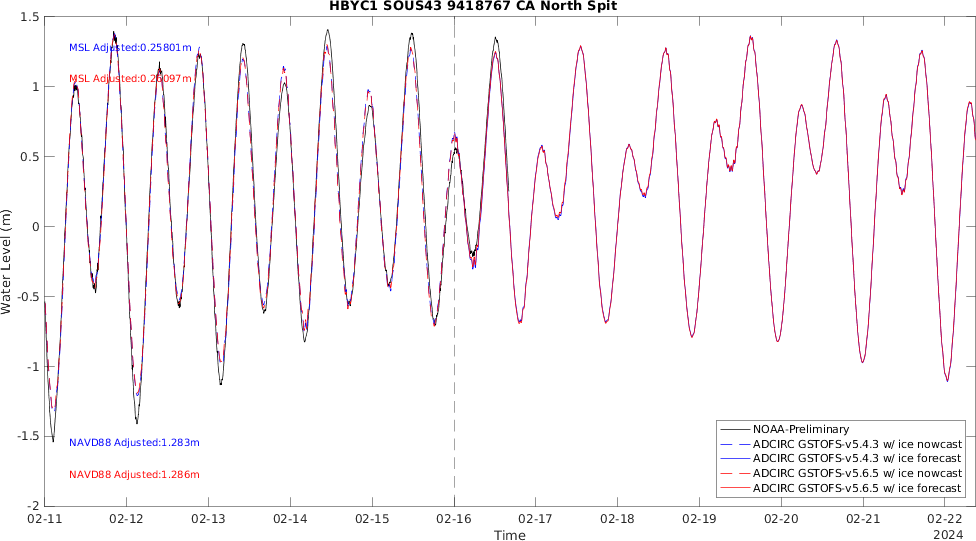 HBYC1 SOUS43 9418767 CA North Spit
1.5
1
0.5
0
-0.5
-1
-1.5
-2
Water Level (m)
MSL Adjusted:0.25801m
MSL Adjusted:0.26097m
NAVD88 Adjusted:1.283m
NAVD88 Adjusted:1.286m
NOAA-Preliminary
ADCIRC GSTOFS-v5.4.3 w/ ice nowcast
ADCIRC GSTOFS-v5.4.3 w/ ice forecast
ADCIRC GSTOFS-v5.6.5 w/ ice nowcast
ADCIRC GSTOFS-v5.6.5 w/ ice forecast
02-11 02-12 02-13 02-14 02-15 02-16 02-17 02-18 02-19 02-20 02-21 02-22
2024
Time